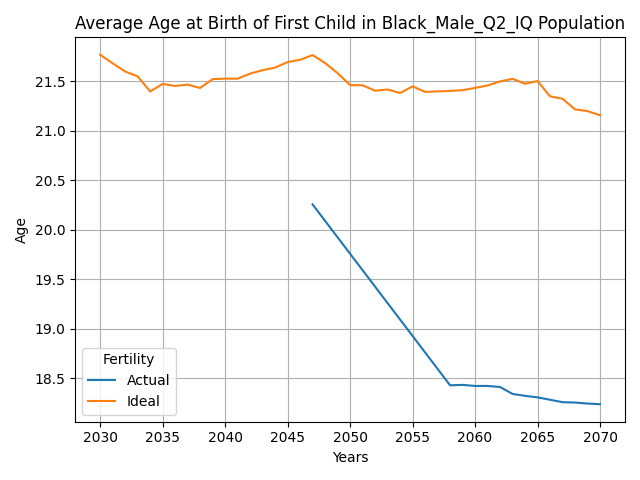 Average Age at Birth of First Child in Black_Male_Q2_IQ Population
Age
21.5
21.0
20.5
20.0
19.5
19.0
18.5
Fertility
Actual
Ideal
2030 2035 2040 2045 2050 2055 2060 2065 2070
Years